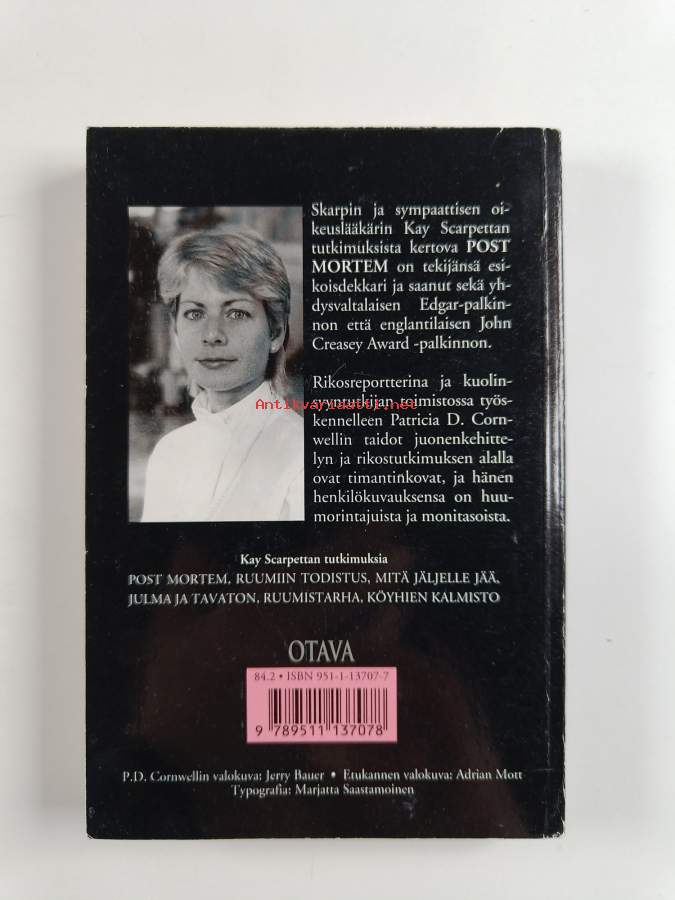 Skarpin ja sympaattisen oi-
keuslääkärin Kay Scarpettan
tutkimuksista kertova POST
MORTEM on tekijänsä esi-
koisdekkari ja saanut sekä yh-
dysvaltalaisen Edgar-palkin-
non että englantilaisen John
Creasey Award -palkinnon.
Rikosreportterina ja kuolin-
syyntutkijan toimistossa työs-
Antikvariaatti.net
kennelleen Patricia D. Corn-
wellin taidot juonenkehitte-
lyn ja rikostutkimuksen alalla
ovat timantinkovat, ja hänen
henkilökuvauksensa on huu-
morintajuista ja monitasoista.
Kay Scarpettan tutkimuksia
POST MORTEM, RUUMIIN TODISTUS, MITÄ JÄLJELLE JÄÄ,
JULMA JA TAVATON, RUUMISTARHA, KÖYHIEN KALMISTO
OTAVA
84.2 • ISBN 951-1-13707-7
9 789511 137078
P.D. Cornwellin valokuva: Jerry Bauer • Etukannen valokuva: Adrian Mott
Typografia: Marjatta Saastamoinen